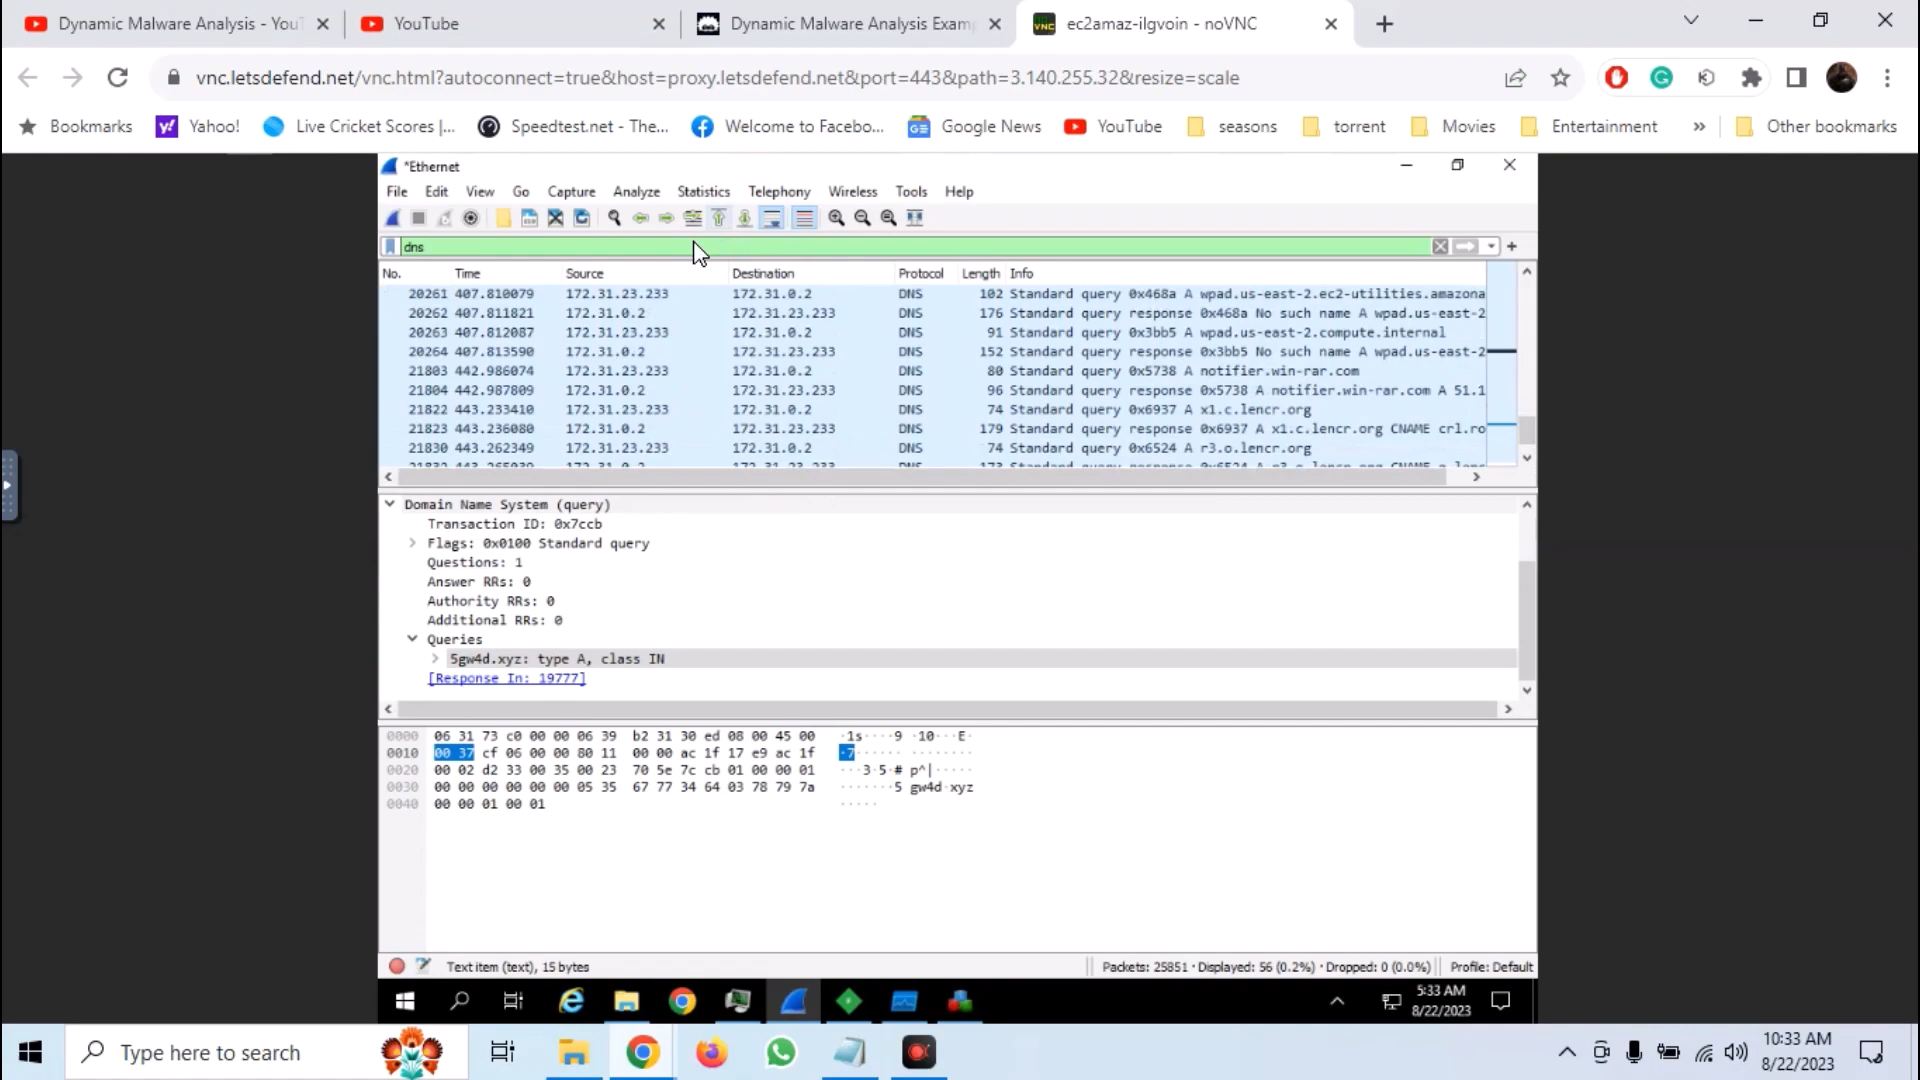 Dynamic Malware Analysis - You
YouTube
Dynamic Malware Analysis Exam
ec2amaz-ilgvoin - noVNC
vnc.letsdefend.net/vnc.html?autoconnect=true&host=proxy.letsdefend.net&port=443&path=3.140.255.32&resize=scale
Bookmarks
Yahoo!
Live Cricket Scores |...
Speedtest.net - The...
Welcome to Facebo...
Google News
YouTube
seasons
torrent
Movies
Entertainment
Other bookmarks
*Ethernet
File Edit View Go Capture Analyze Statistics Telephony Wireless Tools Help
dns
No. Time Source Destination Protocol Length Info
20261 407.810079 172.31.23.233 172.31.0.2 DNS 102 Standard query 0x468a A wpad.us-east-2.ec2-utilities.amazona
20262 407.811821 172.31.0.2 172.31.23.233 DNS 176 Standard query response 0x468a No such name A wpad.us-east-2
20263 407.812087 172.31.23.233 172.31.0.2 DNS 91 Standard query 0x3bb5 A wpad.us-east-2.compute.internal
20264 407.813590 172.31.0.2 172.31.23.233 DNS 152 Standard query response 0x3bb5 No such name A wpad.us-east-2
21803 442.986074 172.31.23.233 172.31.0.2 DNS 80 Standard query 0x5738 A notifier.win-rar.com
21804 442.987809 172.31.0.2 172.31.23.233 DNS 96 Standard query response 0x5738 A notifier.win-rar.com A 51.1
21822 443.233410 172.31.23.233 172.31.0.2 DNS 74 Standard query 0x6937 A x1.c.lencr.org
21823 443.236080 172.31.0.2 172.31.23.233 DNS 179 Standard query response 0x6937 A x1.c.lencr.org CNAME crl.ro
21830 443.262349 172.31.23.233 172.31.0.2 DNS 74 Standard query 0x6524 A r3.o.lencr.org
Domain Name System (query)
Transaction ID: 0x7ccb
Flags: 0x0100 Standard query
Questions: 1
Answer RRs: 0
Authority RRs: 0
Additional RRs: 0
Queries
5gw4d.xyz: type A, class IN
[Response In: 19777]
0000 06 31 73 c0 00 00 06 39 b2 31 30 ed 08 00 45 00 ·1s····9 ·10···E·
0010 00 37 cf 06 00 00 80 11 00 00 ac 1f 17 e9 ac 1f ·7······ ········
0020 00 02 d2 33 00 35 00 23 70 5e 7c cb 01 00 00 01 ···3·5·# p^|·····
0030 00 00 00 00 00 00 05 35 67 77 34 64 03 78 79 7a ·······5 gw4d·xyz
0040 00 00 01 00 01 ·····
Text item (text), 15 bytes
Packets: 25851 · Displayed: 56 (0.2%) · Dropped: 0 (0.0%)
Profile: Default
5:33 AM
8/22/2023
Type here to search
10:33 AM
8/22/2023